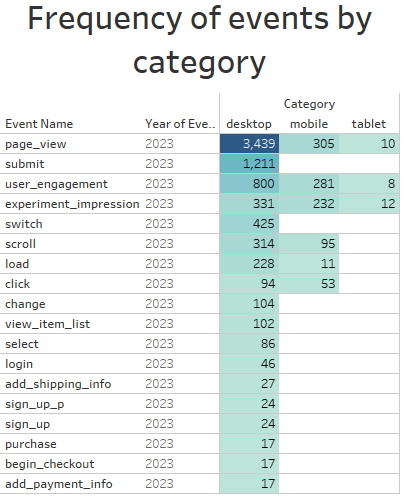 Frequency of events by
category
Category
Event Name Year of Eve.. desktop mobile tablet
page_view 2023 3,439 305 10
submit 2023 1,211
user_engagement 2023 800 281 8
experiment_impression 2023 331 232 12
switch 2023 425
scroll 2023 314 95
load 2023 228 11
click 2023 94 53
change 2023 104
view_item_list 2023 102
select 2023 86
login 2023 46
add_shipping_info 2023 27
sign_up_p 2023 24
sign_up 2023 24
purchase 2023 17
begin_checkout 2023 17
add_payment_info 2023 17